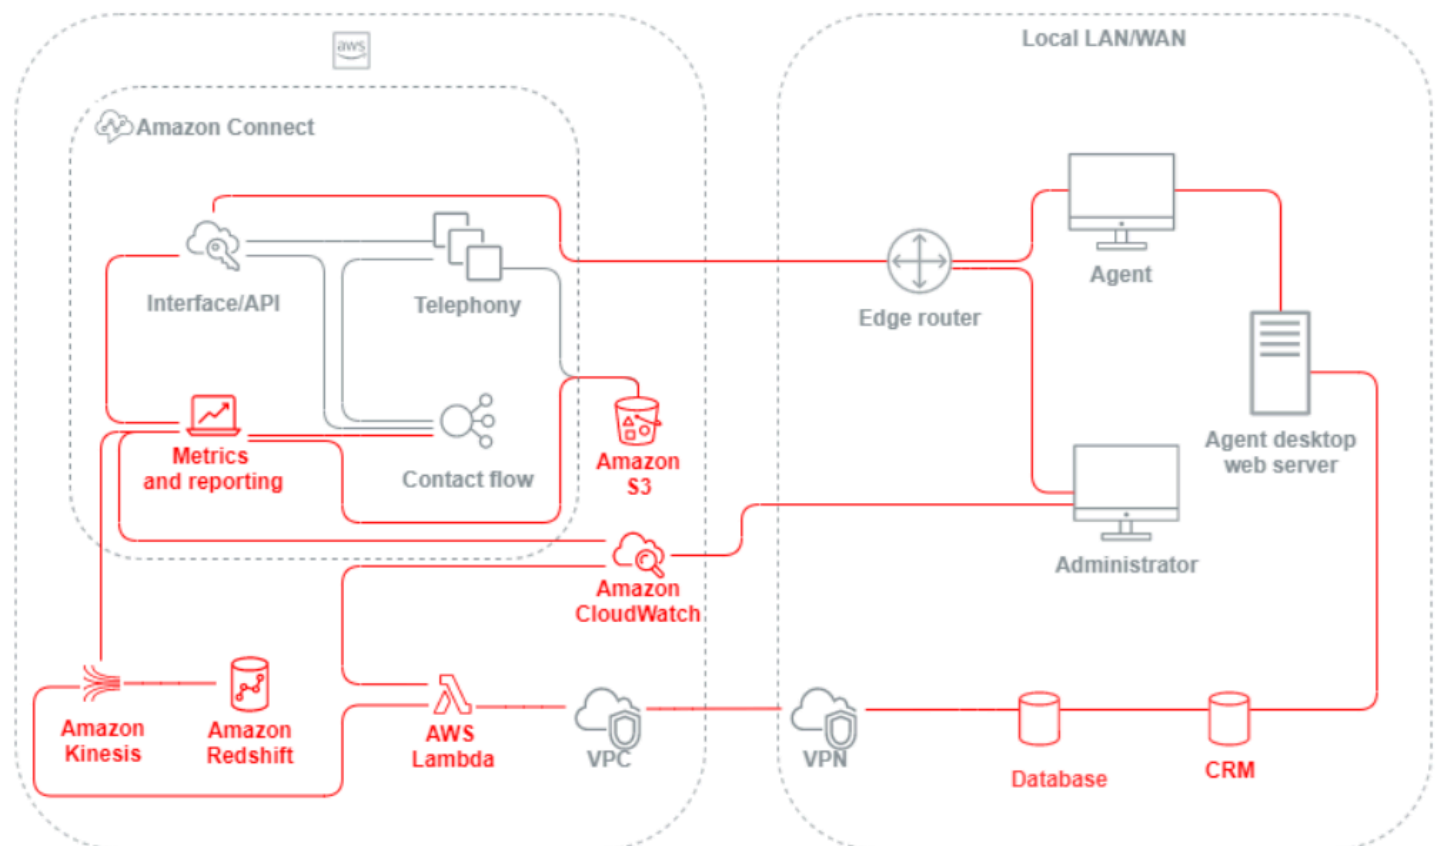 aws
Local LAN/WAN
Amazon Connect
Interface/API
Telephony
Edge router
Agent
Metrics
and reporting
Contact flow
Amazon
S3
Agent desktop
web server
Amazon
CloudWatch
Administrator
Amazon
Kinesis
Amazon
Redshift
AWS
Lambda
VPC
VPN
Database
CRM